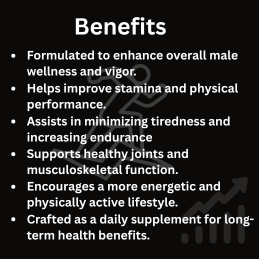 Benefits
• Formulated to enhance overall male
wellness and vigor.
• Helps improve stamina and physical
performance.
• Assists in minimizing tiredness and
increasing endurance
• Supports healthy joints and
musculoskeletal function.
• Encourages a more energetic and
physically active lifestyle.
• Crafted as a daily supplement for long-
term health benefits.